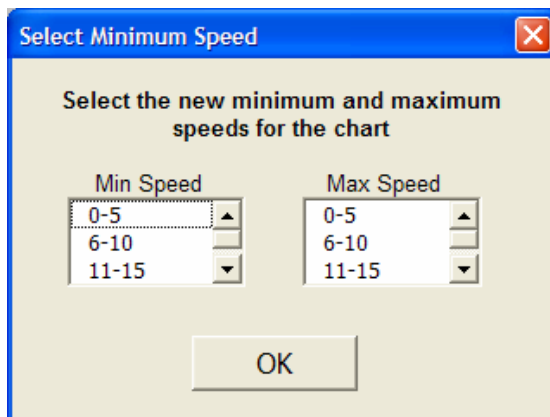 Select Minimum Speed
Select the new minimum and maximum
speeds for the chart
Min Speed
Max Speed
0-5
6-10
11-15
0-5
6-10
11-15
OK